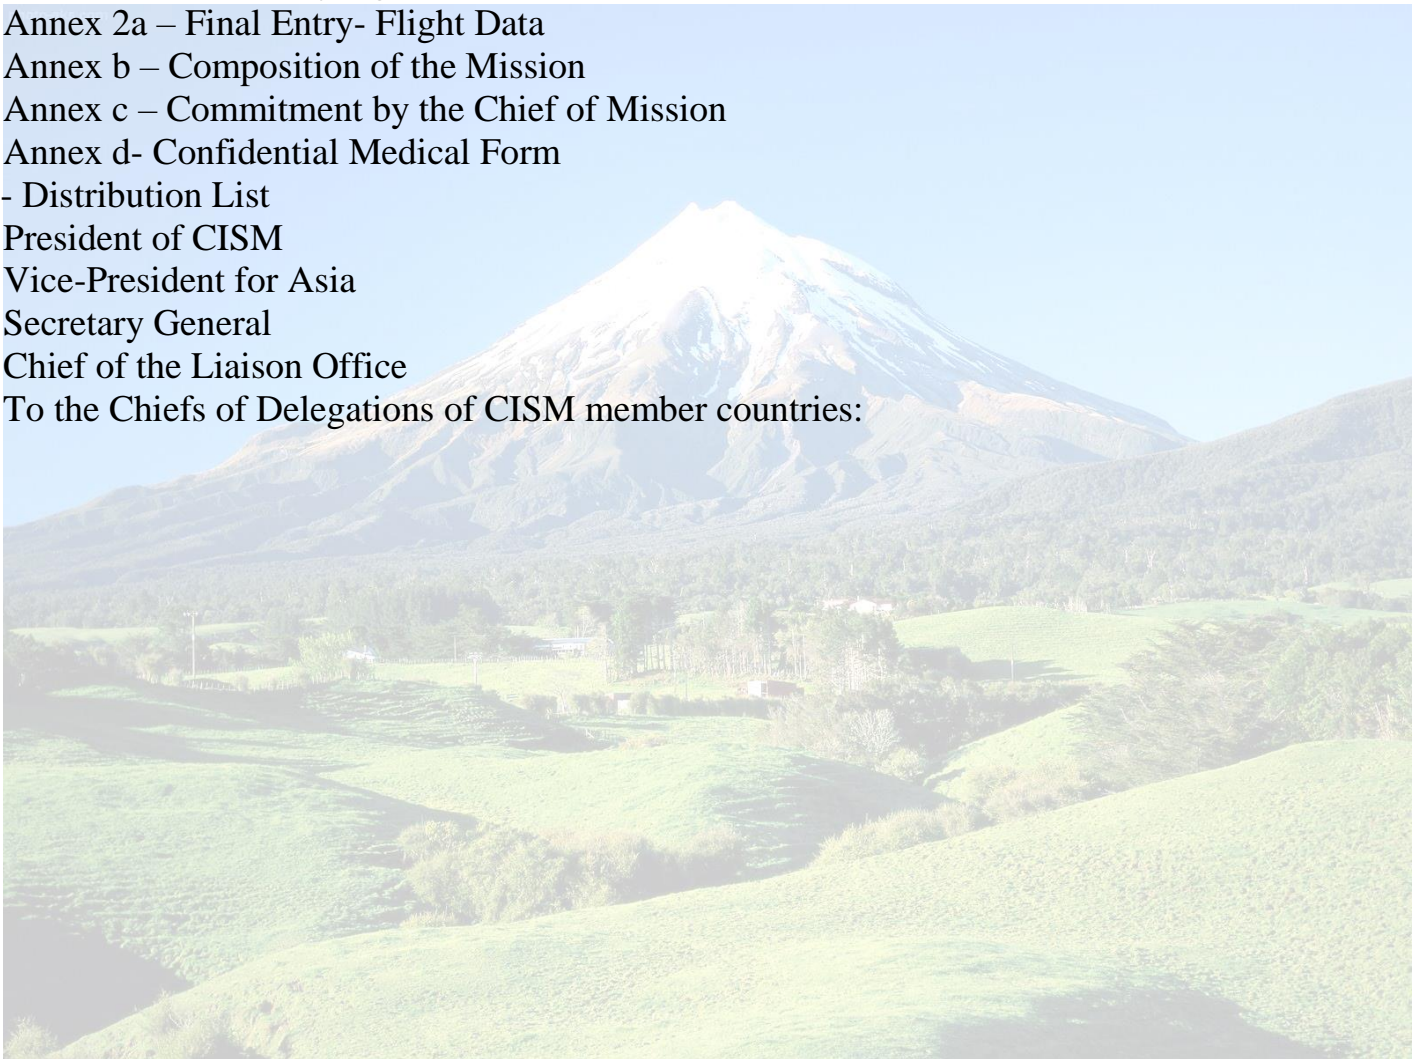 Annex 2a – Final Entry- Flight Data
Annex b – Composition of the Mission
Annex c – Commitment by the Chief of Mission
Annex d- Confidential Medical Form
- Distribution List
President of CISM
Vice-President for Asia
Secretary General
Chief of the Liaison Office
To the Chiefs of Delegations of CISM member countries: